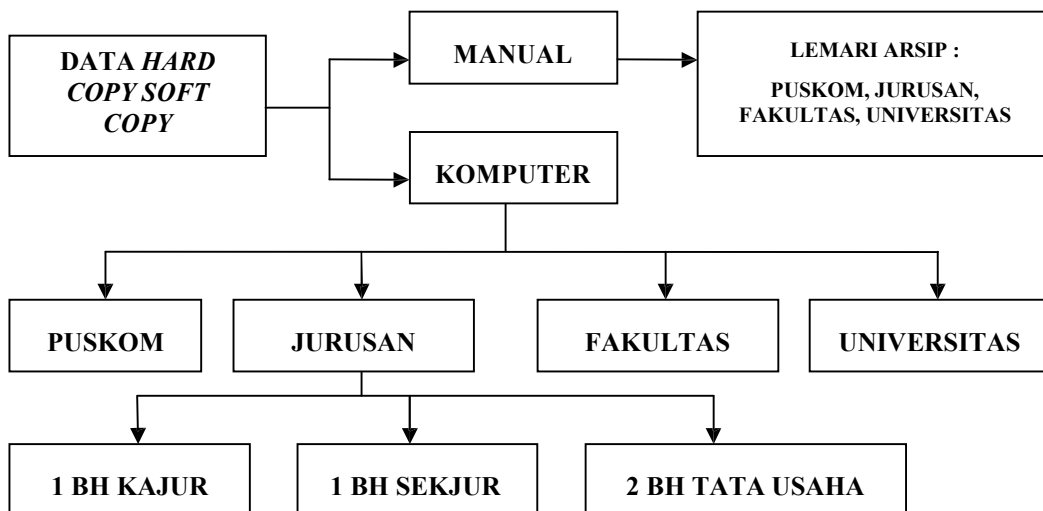 DATA HARD
COPY SOFT
COPY
MANUAL
LEMARI ARSIP :
PUSKOM, JURUSAN,
FAKULTAS, UNIVERSITAS
KOMPUTER
PUSKOM
JURUSAN
FAKULTAS
UNIVERSITAS
1 BH KAJUR
1 BH SEKJUR
2 BH TATA USAHA